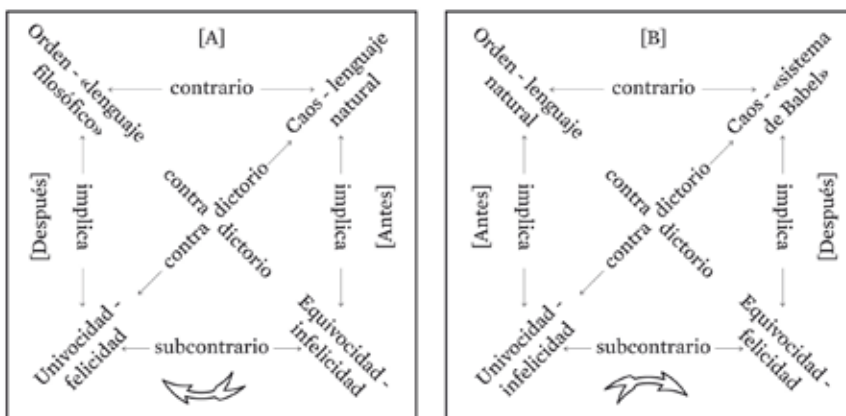 [A]
Orden - «lenguaje
filosófico»
contrario
Caos - lenguaje
natural
[Después]
implica
contra
dictorio
contra
dictorio
implica
[Antes]
Univocidad -
felicidad
subcontrario
Equivocidad -
infelicidad
[B]
Orden - lenguaje
natural
contrario
Caos - «sistema
de Babel»
[Antes]
implica
contra
dictorio
contra
dictorio
implica
[Después]
Univocidad -
infelicidad
subcontrario
Equivocidad -
felicidad